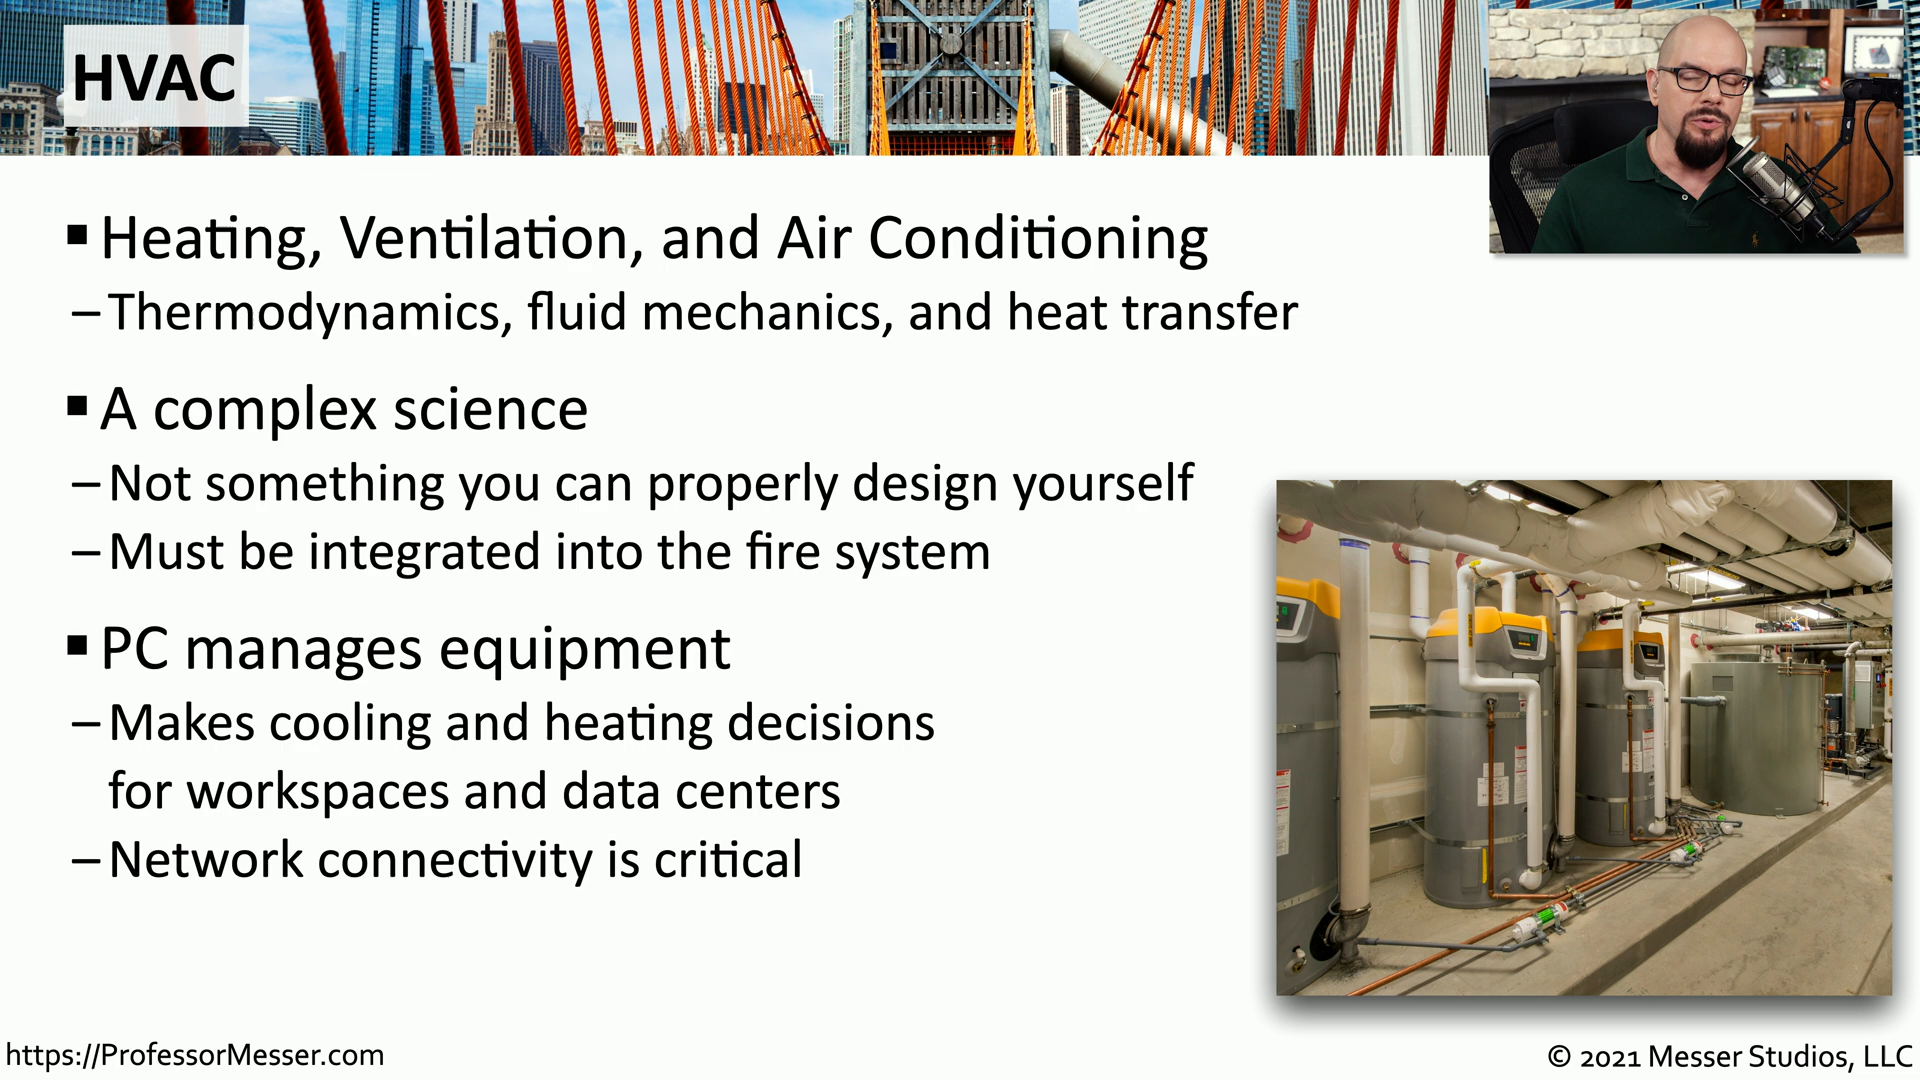 HVAC
▪ Heating, Ventilation, and Air Conditioning
– Thermodynamics, fluid mechanics, and heat transfer
▪ A complex science
– Not something you can properly design yourself
– Must be integrated into the fire system
▪ PC manages equipment
– Makes cooling and heating decisions
for workspaces and data centers
– Network connectivity is critical
https://ProfessorMesser.com
© 2021 Messer Studios, LLC